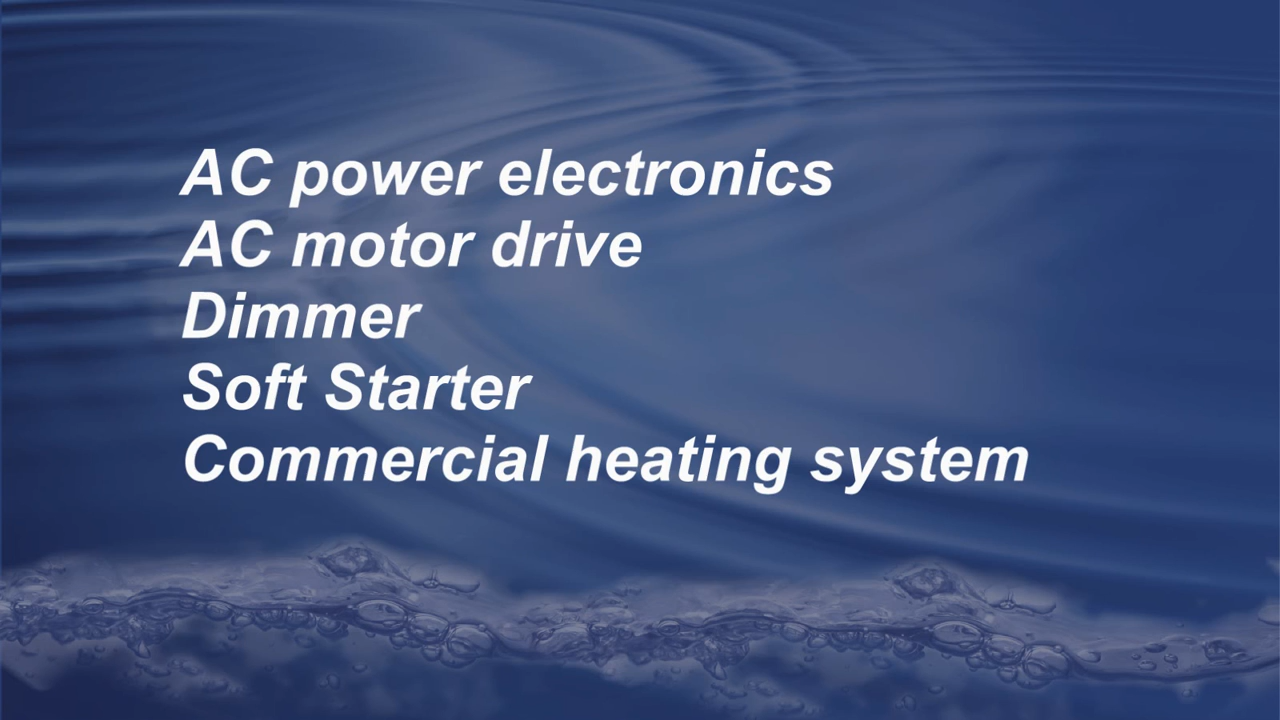 AC power electronics
AC motor drive
Dimmer
Soft Starter
Commercial heating system